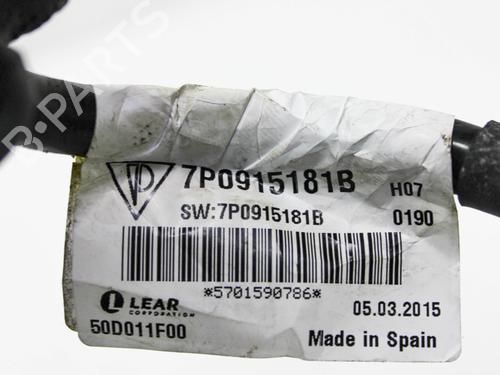 B-PARTS
7P0915181B H07
SW:7P0915181B 0190
*5701590786*
LEAR 05.03.2015
CORPORATION
50D011F00 Made in Spain